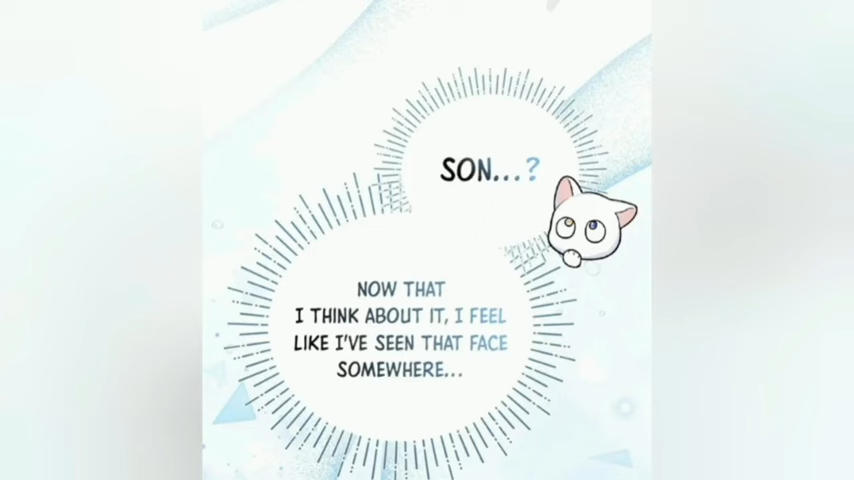 SON...?
NOW THAT
I THINK ABOUT IT, I FEEL
LIKE I'VE SEEN THAT FACE
SOMEWHERE...